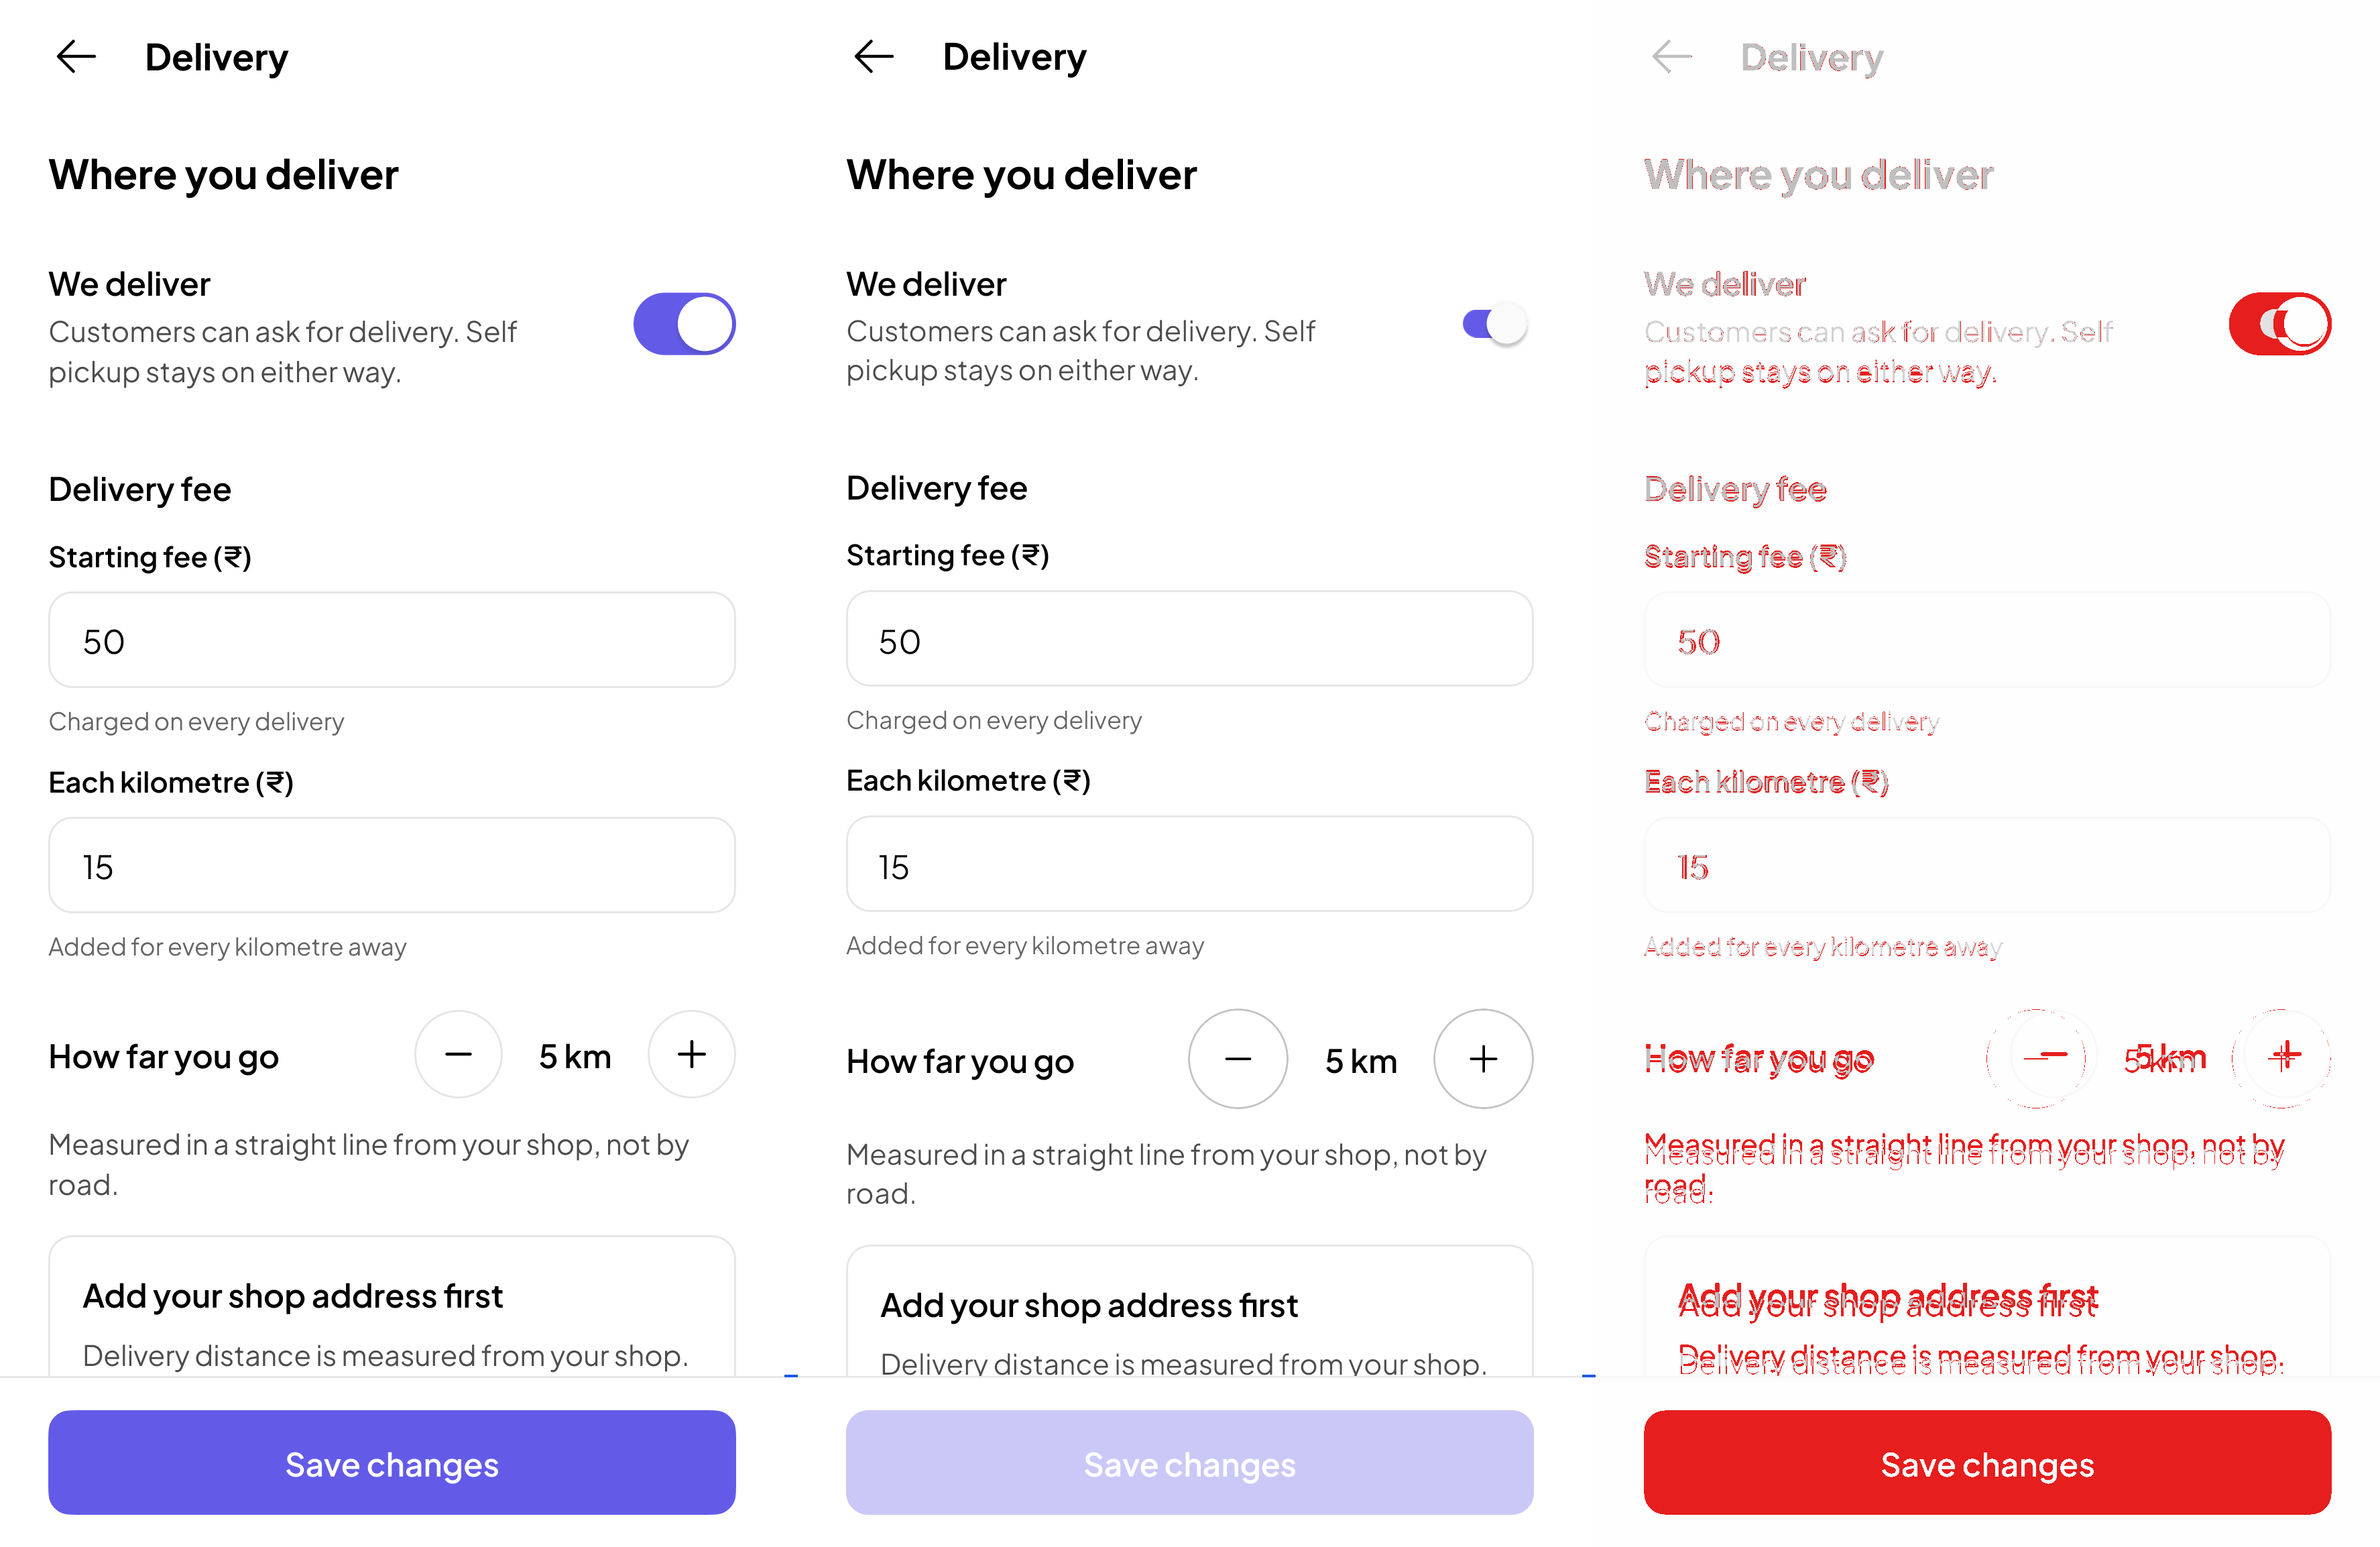 Delivery
Where you deliver
We deliver
Customers can ask for delivery. Self
pickup stays on either way.
Delivery fee
Starting fee (₹)
50
Charged on every delivery
Each kilometre (₹)
15
Added for every kilometre away
How far you go
5 km
Measured in a straight line from your shop, not by
road.
Add your shop address first
Delivery distance is measured from your shop.
Save changes
Delivery
Where you deliver
We deliver
Customers can ask for delivery. Self
pickup stays on either way.
Delivery fee
Starting fee (₹)
50
Charged on every delivery
Each kilometre (₹)
15
Added for every kilometre away
How far you go
5 km
Measured in a straight line from your shop, not by
road.
Add your shop address first
Delivery distance is measured from your shop.
Save changes
Delivery
Where you deliver
We deliver
Customers can ask for delivery. Self
pickup stays on either way.
Delivery fee
Starting fee (₹)
50
Charged on every delivery
Each kilometre (₹)
15
Added for every kilometre away
How far you go
5 km
Measured in a straight line from your shop, not by
road.
Add your shop address first
Delivery distance is measured from your shop.
Save changes